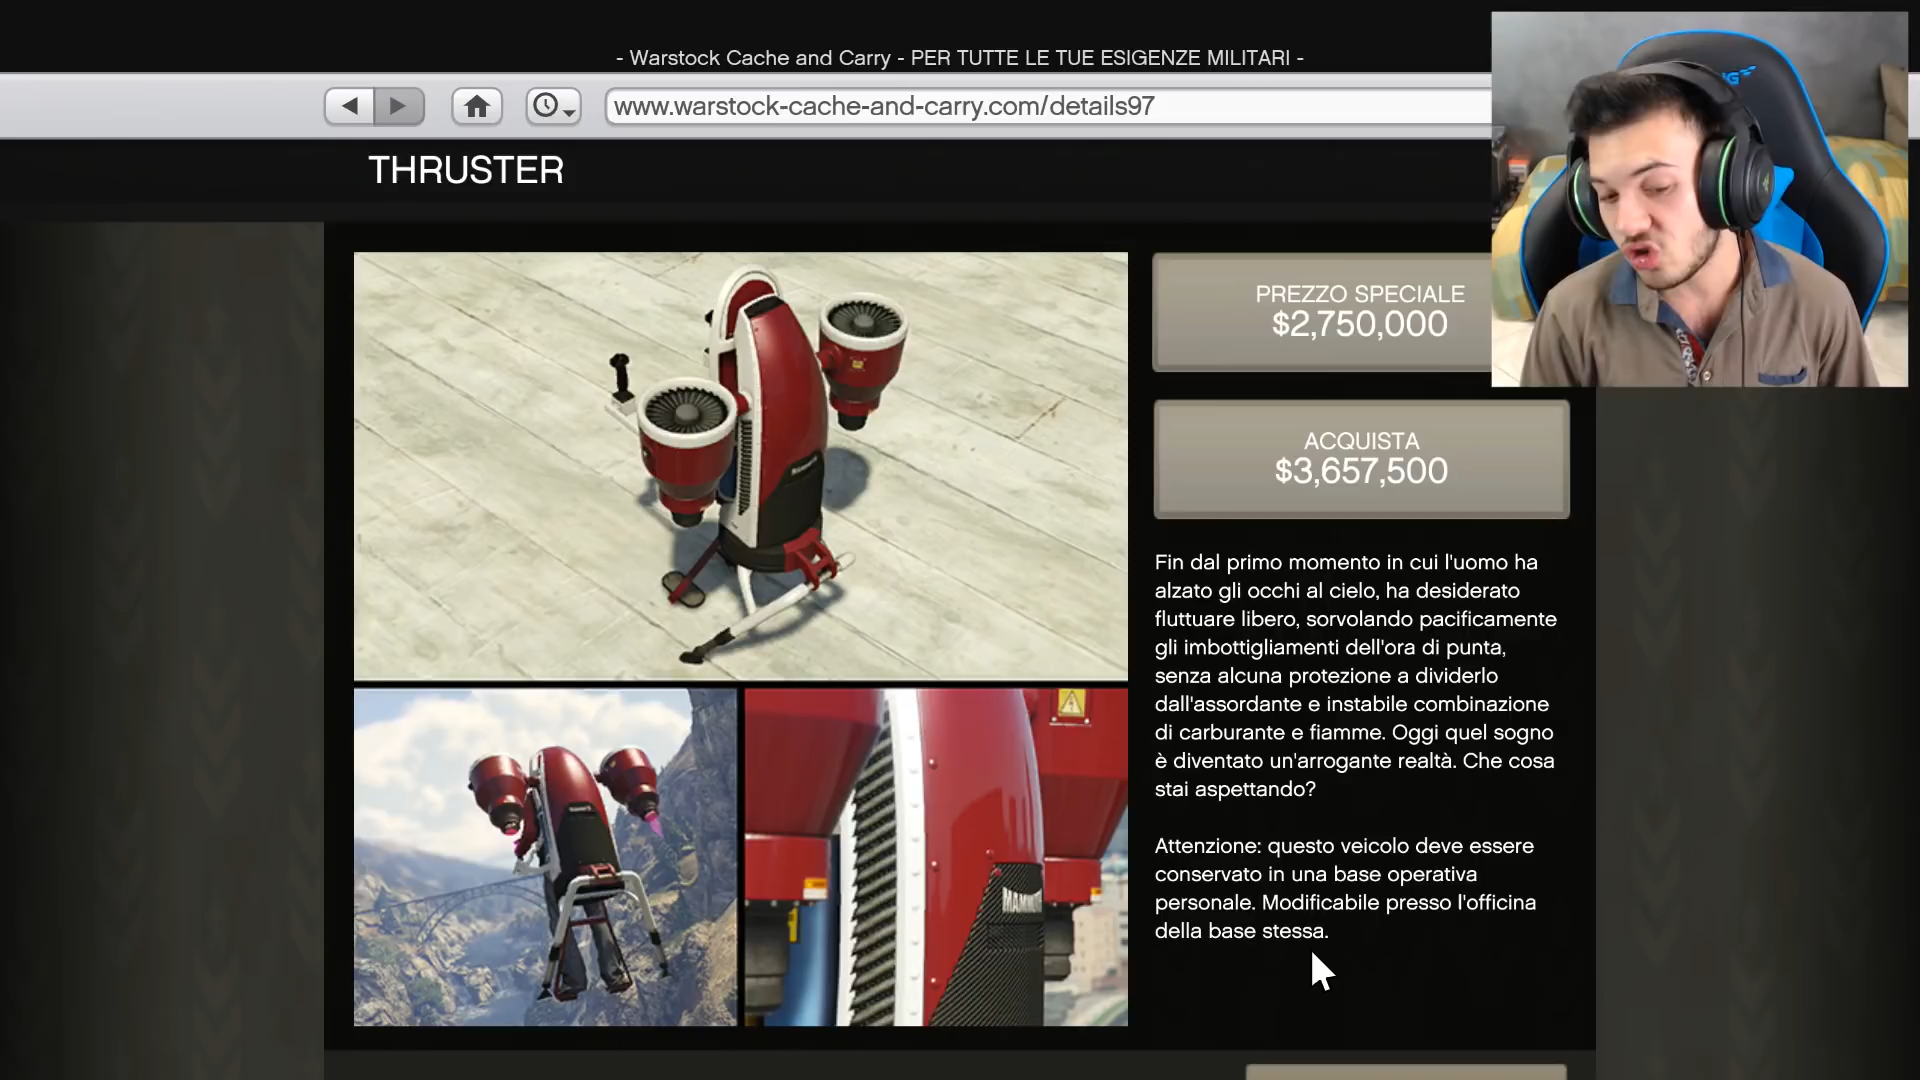 - Warstock Cache and Carry - PER TUTTE LE TUE ESIGENZE MILITARI -
www.warstock-cache-and-carry.com/details97
THRUSTER
PREZZO SPECIALE
$2,750,000
ACQUISTA
$3,657,500
Fin dal primo momento in cui l'uomo ha
alzato gli occhi al cielo, ha desiderato
fluttuare libero, sorvolando pacificamente
gli imbottigliamenti dell'ora di punta,
senza alcuna protezione a dividerlo
dall'assordante e instabile combinazione
di carburante e fiamme. Oggi quel sogno
è diventato un'arrogante realtà. Che cosa
stai aspettando?
Attenzione: questo veicolo deve essere
conservato in una base operativa
personale. Modificabile presso l'officina
della base stessa.